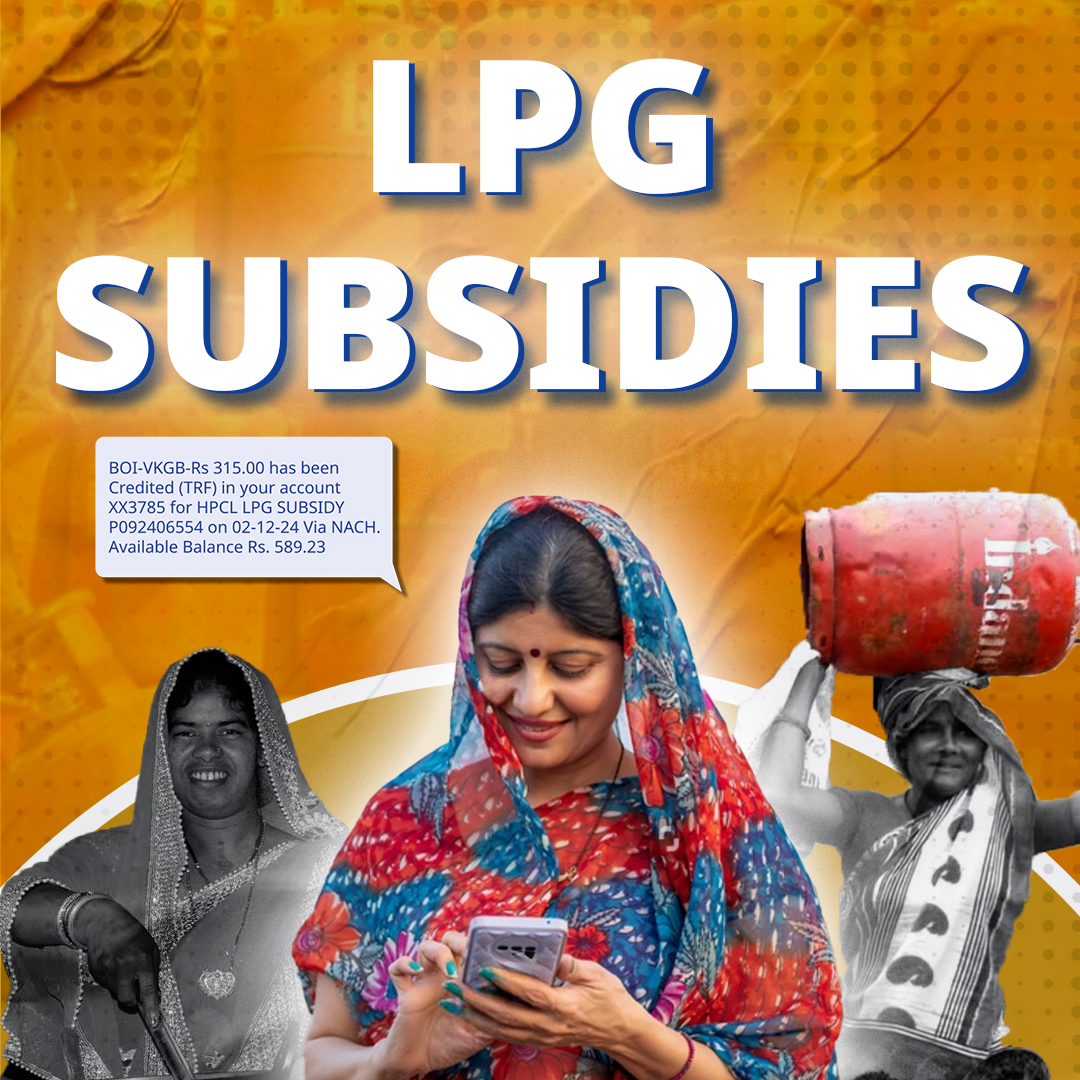 LPG
SUBSIDIES
BOI-VKGB-Rs 315.00 has been
Credited (TRF) in your account
XX3785 for HPCL LPG SUBSIDY
P092406554 on 02-12-24 Via NACH.
Available Balance Rs. 589.23
Indane